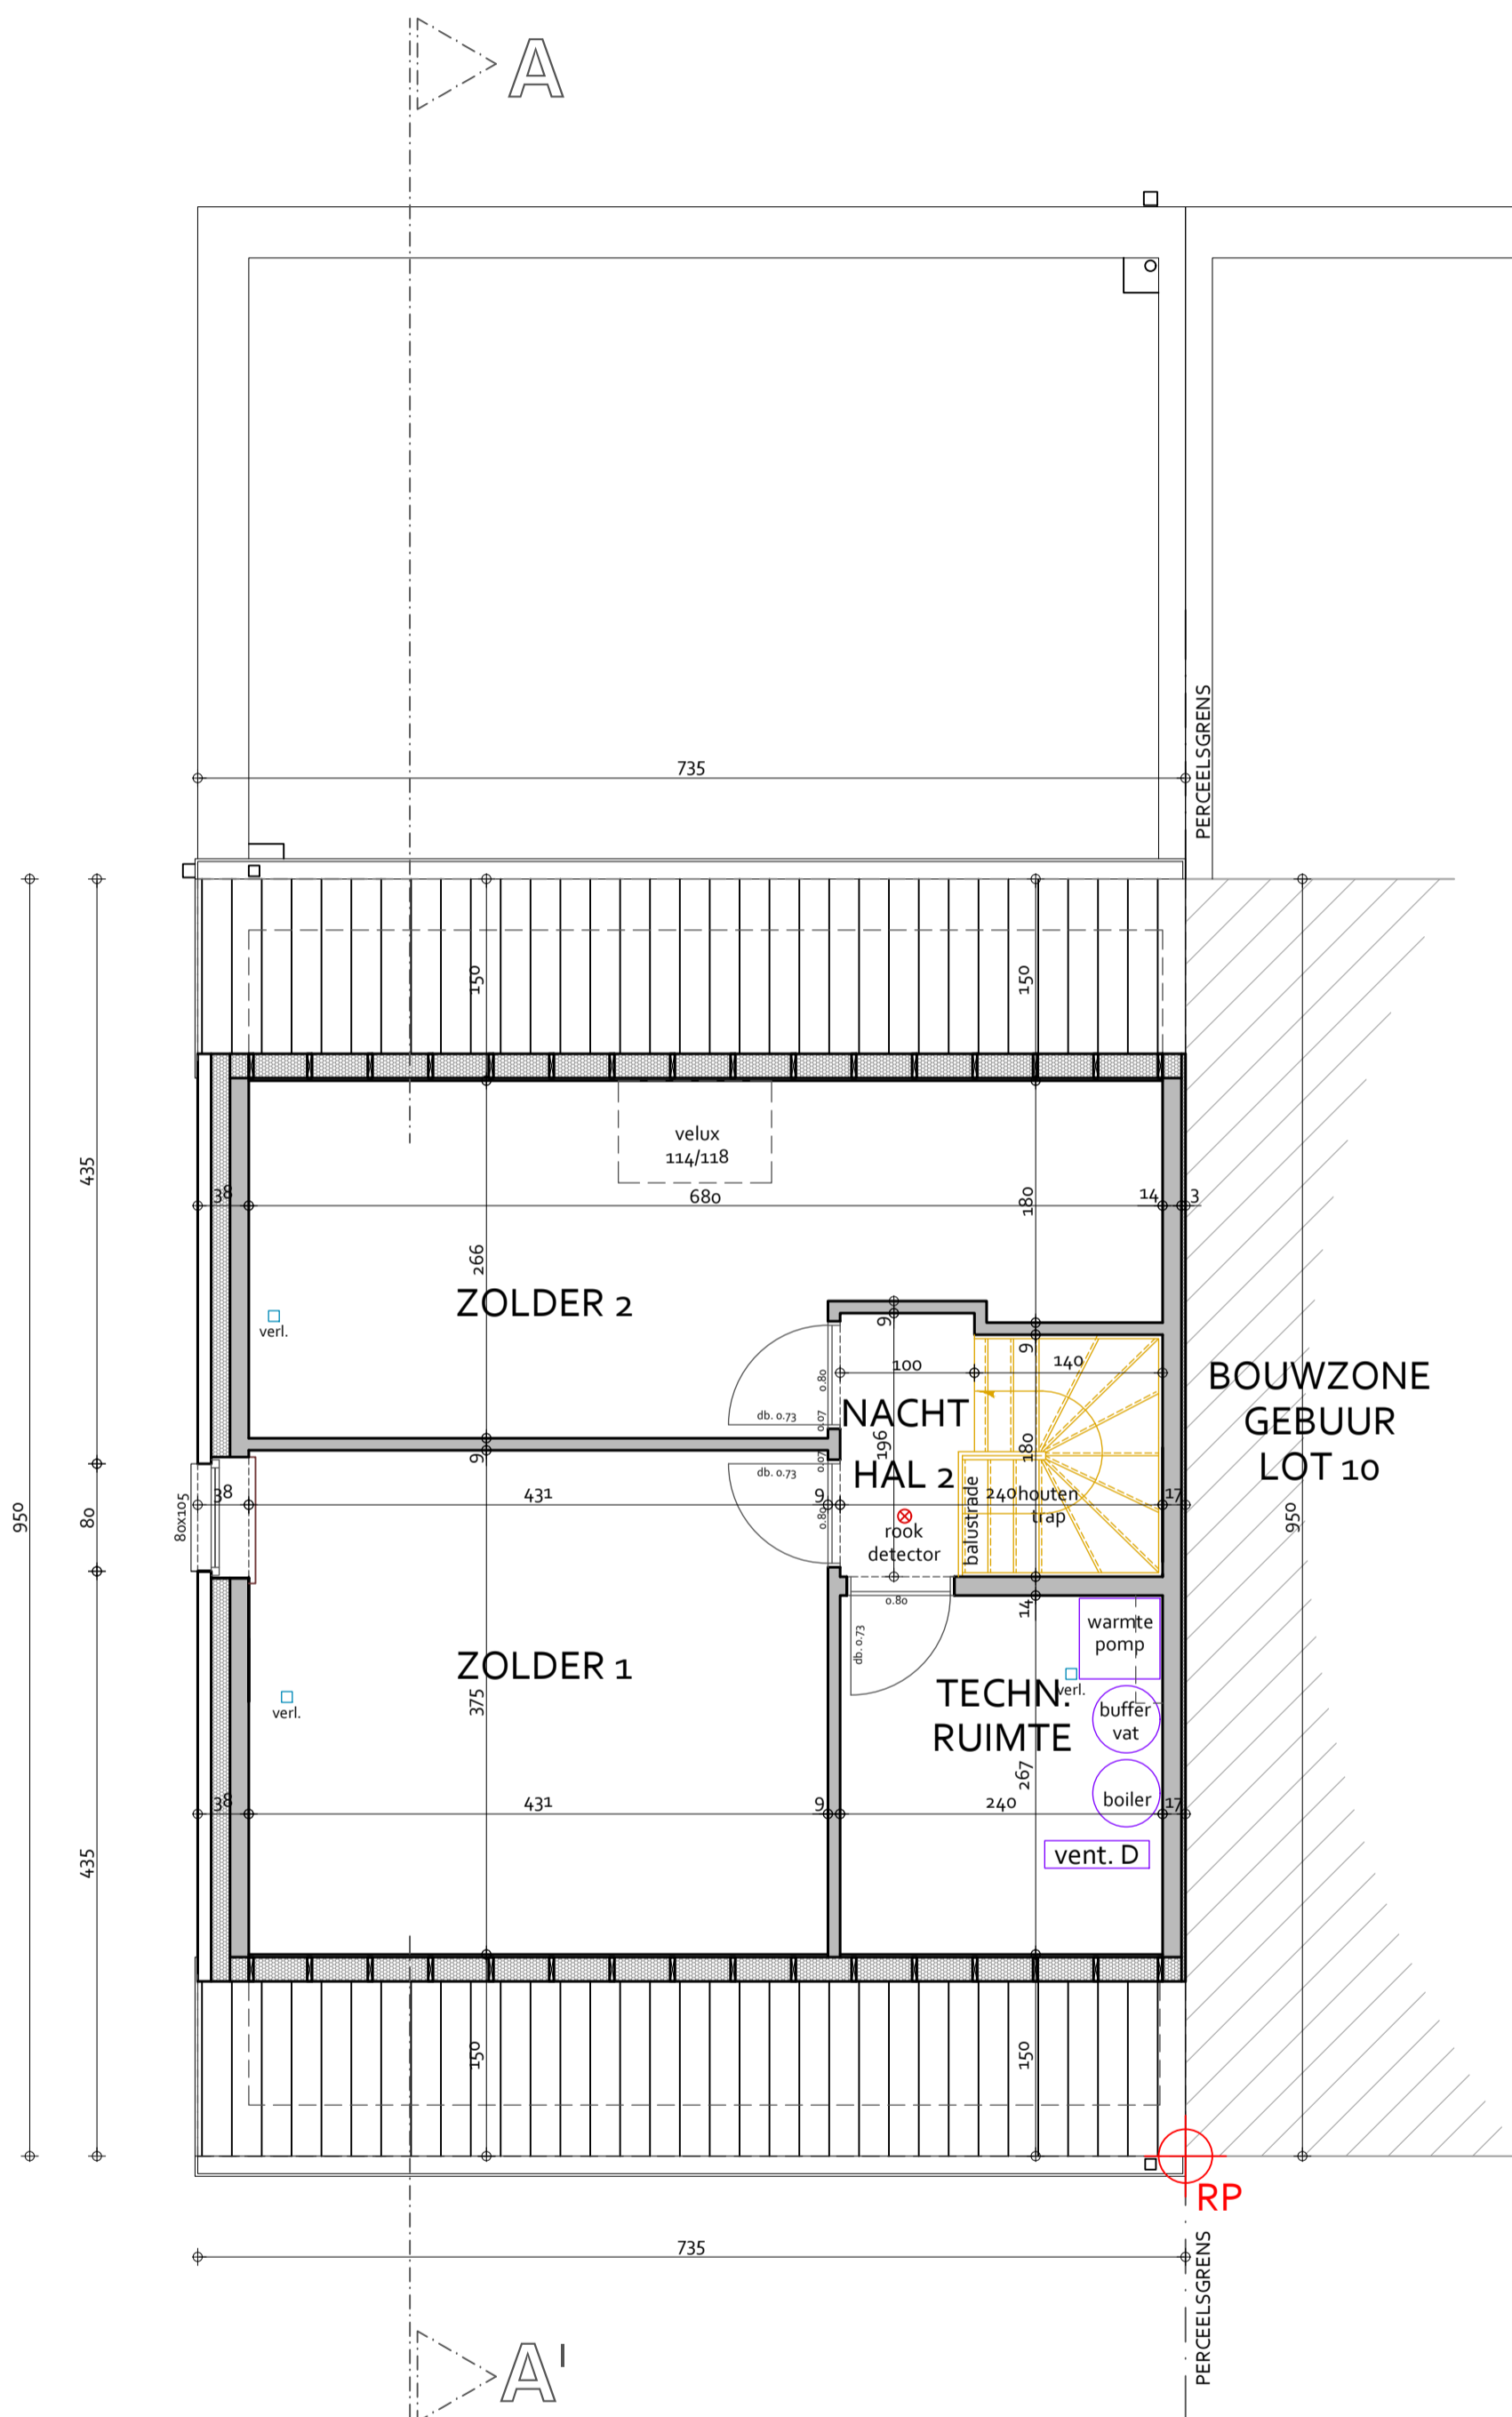 A
735
PERCEELSGRENS
150
150
435
velux
114/118
38
680
14
3
180
266
ZOLDER 2
verl.
9
9
100
140
0.80
db. 0.73
0.07
NACHT
HAL 2
196
180
BOUWZONE
GEBUUR
LOT 10
9
0.07
db. 0.73
950
80
80x105
38
431
9
0.80
240
houten
trap
17
950
balustrade
rook
detector
0.80
14
db. 0.73
warmte
pomp
ZOLDER 1
375
verl.
TECHN.
RUIMTE
verl.
buffer
vat
267
435
38
431
9
240
boiler
17
vent. D
150
150
RP
735
PERCEELSGRENS
A'